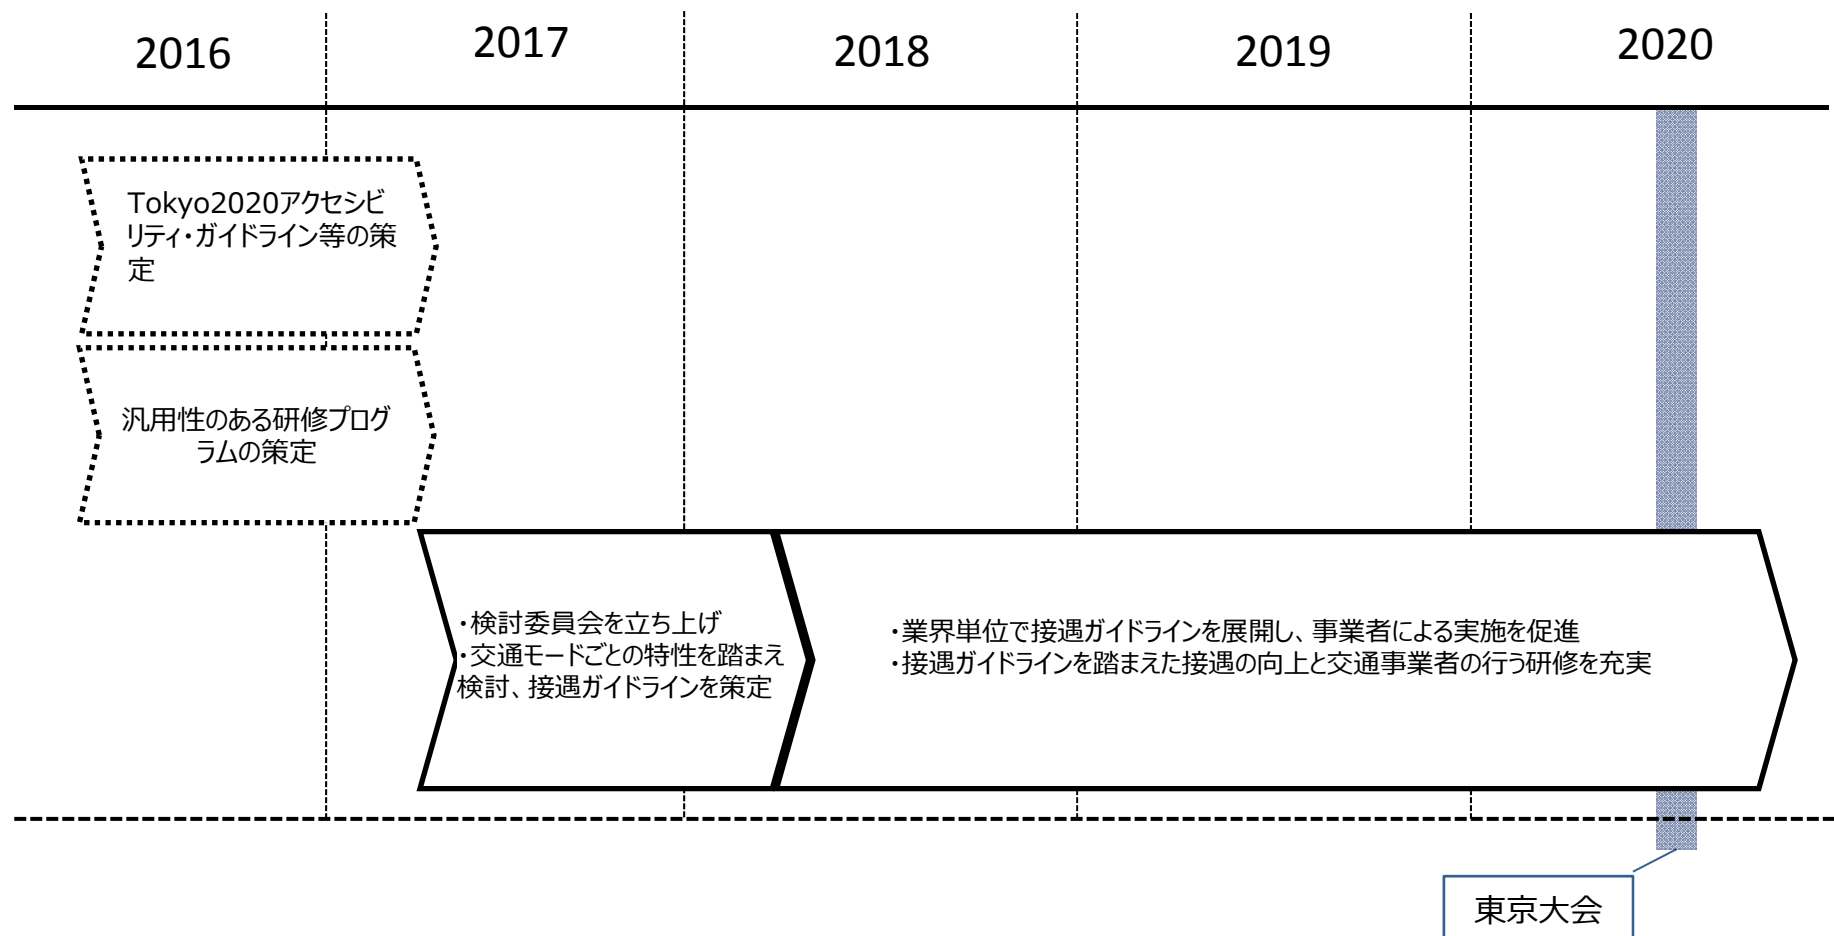 2016
2017
2018
2019
2020
Tokyo2020アクセシビ
リティ・ガイドライン等の策
定
汎用性のある研修プログ
ラムの策定
・検討委員会を立ち上げ
・交通モードごとの特性を踏まえ
検討、接遇ガイドラインを策定
・業界単位で接遇ガイドラインを展開し、事業者による実施を促進
・接遇ガイドラインを踏まえた接遇の向上と交通事業者の行う研修を充実
東京大会